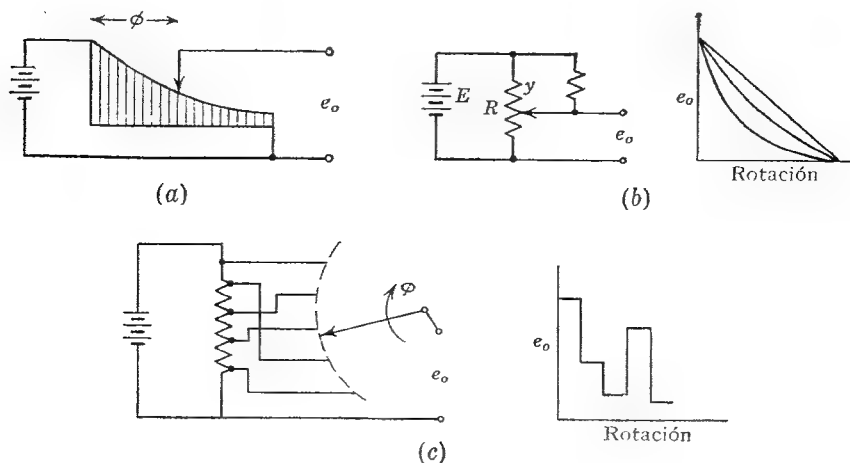 ϕ
e₀
(a)
E
R
y
e₀
(b)
e₀
Rotación
φ
e₀
(c)
e₀
Rotación